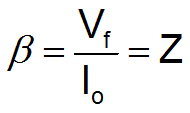 β = V_f / I_o = Z